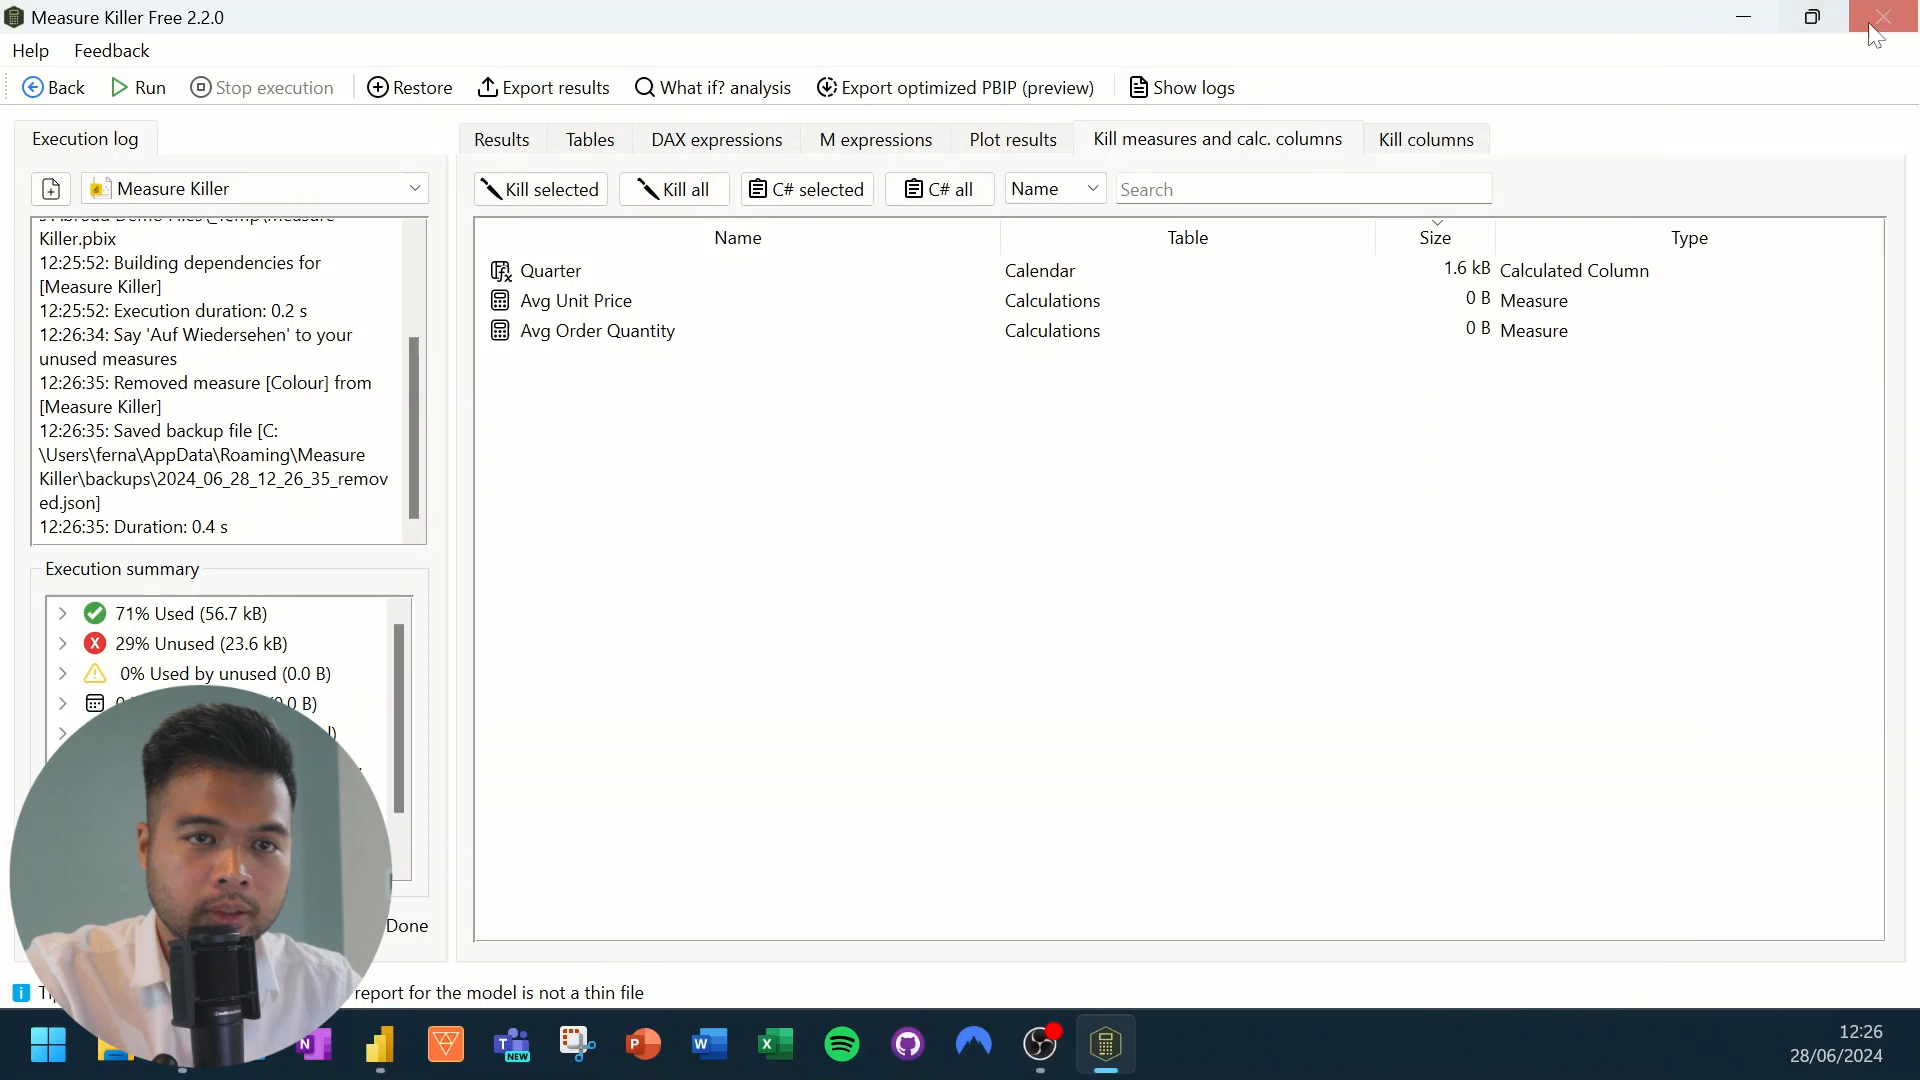 Measure Killer Free 2.2.0
Help Feedback
Back Run Stop execution Restore Export results What if? analysis Export optimized PBIP (preview) Show logs
Execution log
Results Tables DAX expressions M expressions Plot results Kill measures and calc. columns Kill columns
Measure Killer
Kill selected Kill all C# selected C# all Name Search
Killer.pbix
12:25:52: Building dependencies for
[Measure Killer]
12:25:52: Execution duration: 0.2 s
12:26:34: Say 'Auf Wiedersehen' to your
unused measures
12:26:35: Removed measure [Colour] from
[Measure Killer]
12:26:35: Saved backup file [C:
\Users\ferna\AppData\Roaming\Measure
Killer\backups\2024_06_28_12_26_35_remov
ed.json]
12:26:35: Duration: 0.4 s
Name Table Size Type
Quarter Calendar 1.6 kB Calculated Column
Avg Unit Price Calculations 0 B Measure
Avg Order Quantity Calculations 0 B Measure
Execution summary
71% Used (56.7 kB)
29% Unused (23.6 kB)
0% Used by unused (0.0 B)
B)
Done
report for the model is not a thin file
N T NEW P W X
12:26
28/06/2024